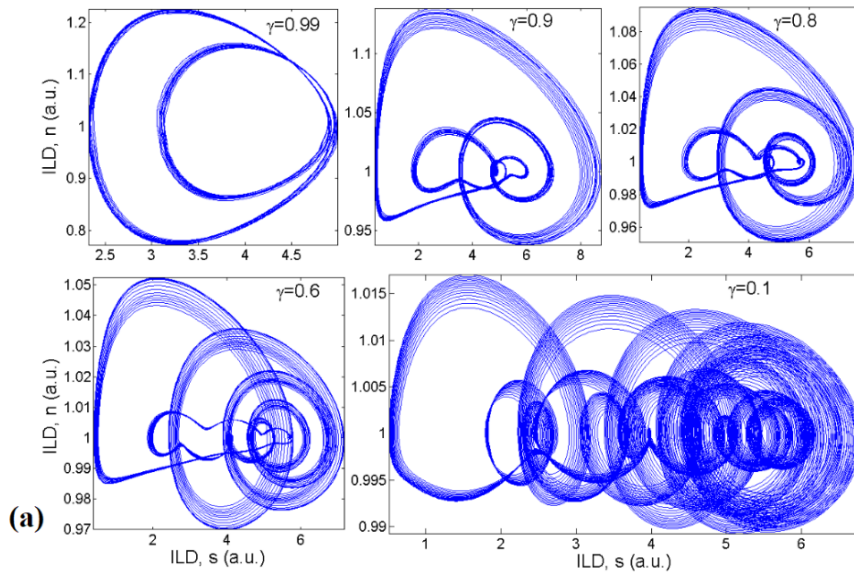 γ=0.99
1.2
1.1
1
0.9
0.8
2.5 3 3.5 4 4.5
ILD, n (a.u.)
γ=0.9
1.1
1.05
1
0.95
2 4 6 8
γ=0.8
1.08
1.06
1.04
1.02
1
0.98
0.96
2 4 6
γ=0.6
1.05
1.04
1.03
1.02
1.01
1
0.99
0.98
0.97
2 4 6
ILD, n (a.u.)
ILD, s (a.u.)
γ=0.1
1.015
1.01
1.005
1
0.995
0.99
1 2 3 4 5 6
ILD, s (a.u.)
(a)